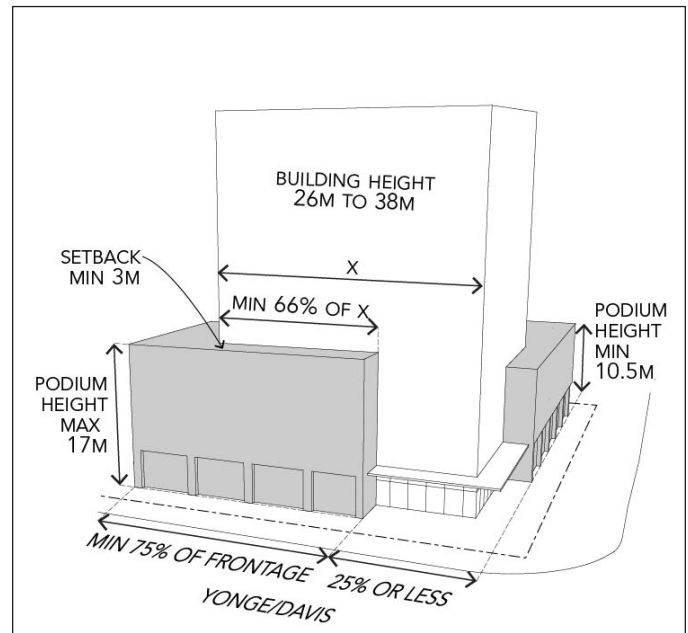 BUILDING HEIGHT
26M TO 38M
SETBACK
MIN 3M
X
MIN 66% OF X
PODIUM
HEIGHT
MIN
10.5M
PODIUM
HEIGHT
MAX
17M
MIN 75% OF FRONTAGE
25% OR LESS
YONGE/DAVIS